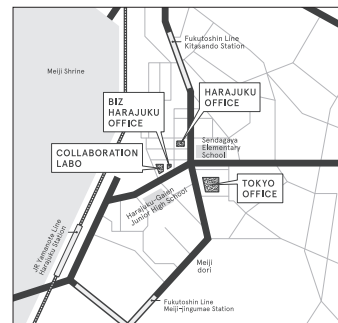 Fukutoshin Line
Kitasando Station
Meiji Shrine
BIZ
HARAJUKU
OFFICE
HARAJUKU
OFFICE
Sendagaya
Elementary
School
COLLABORATION
LABO
TOKYO
OFFICE
Harajuku-Gaien
Junior High School
JR Yamanote Line
Harajuku Station
Meiji
dori
Fukutoshin Line
Meiji-jingumae Station